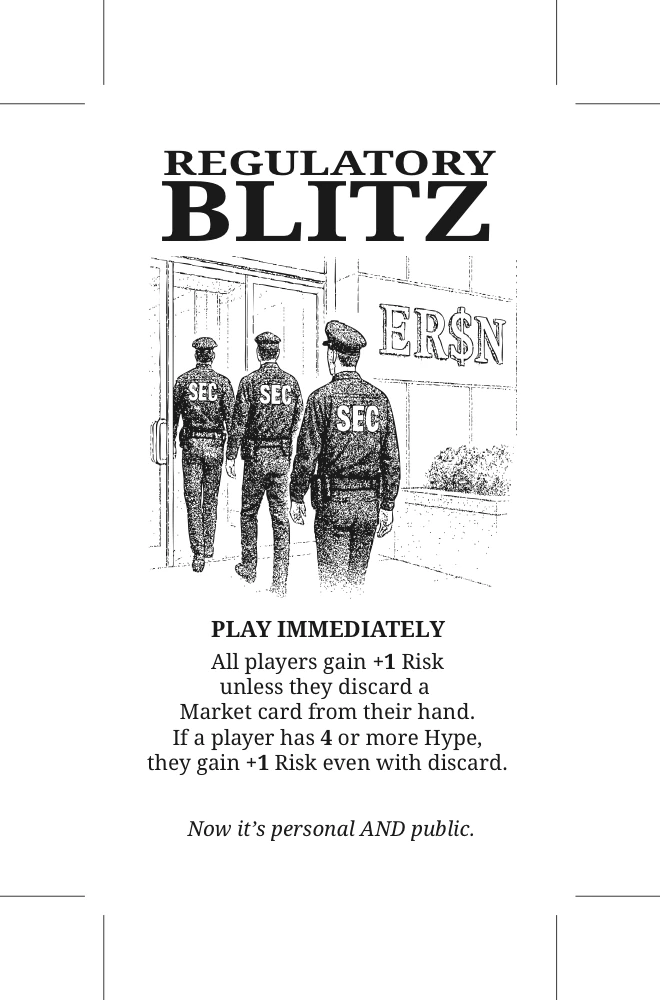 REGULATORY
BLITZ
ER$N
SEC
SEC
SEC
PLAY IMMEDIATELY
All players gain +1 Risk
unless they discard a
Market card from their hand.
If a player has 4 or more Hype,
they gain +1 Risk even with discard.
Now it’s personal AND public.